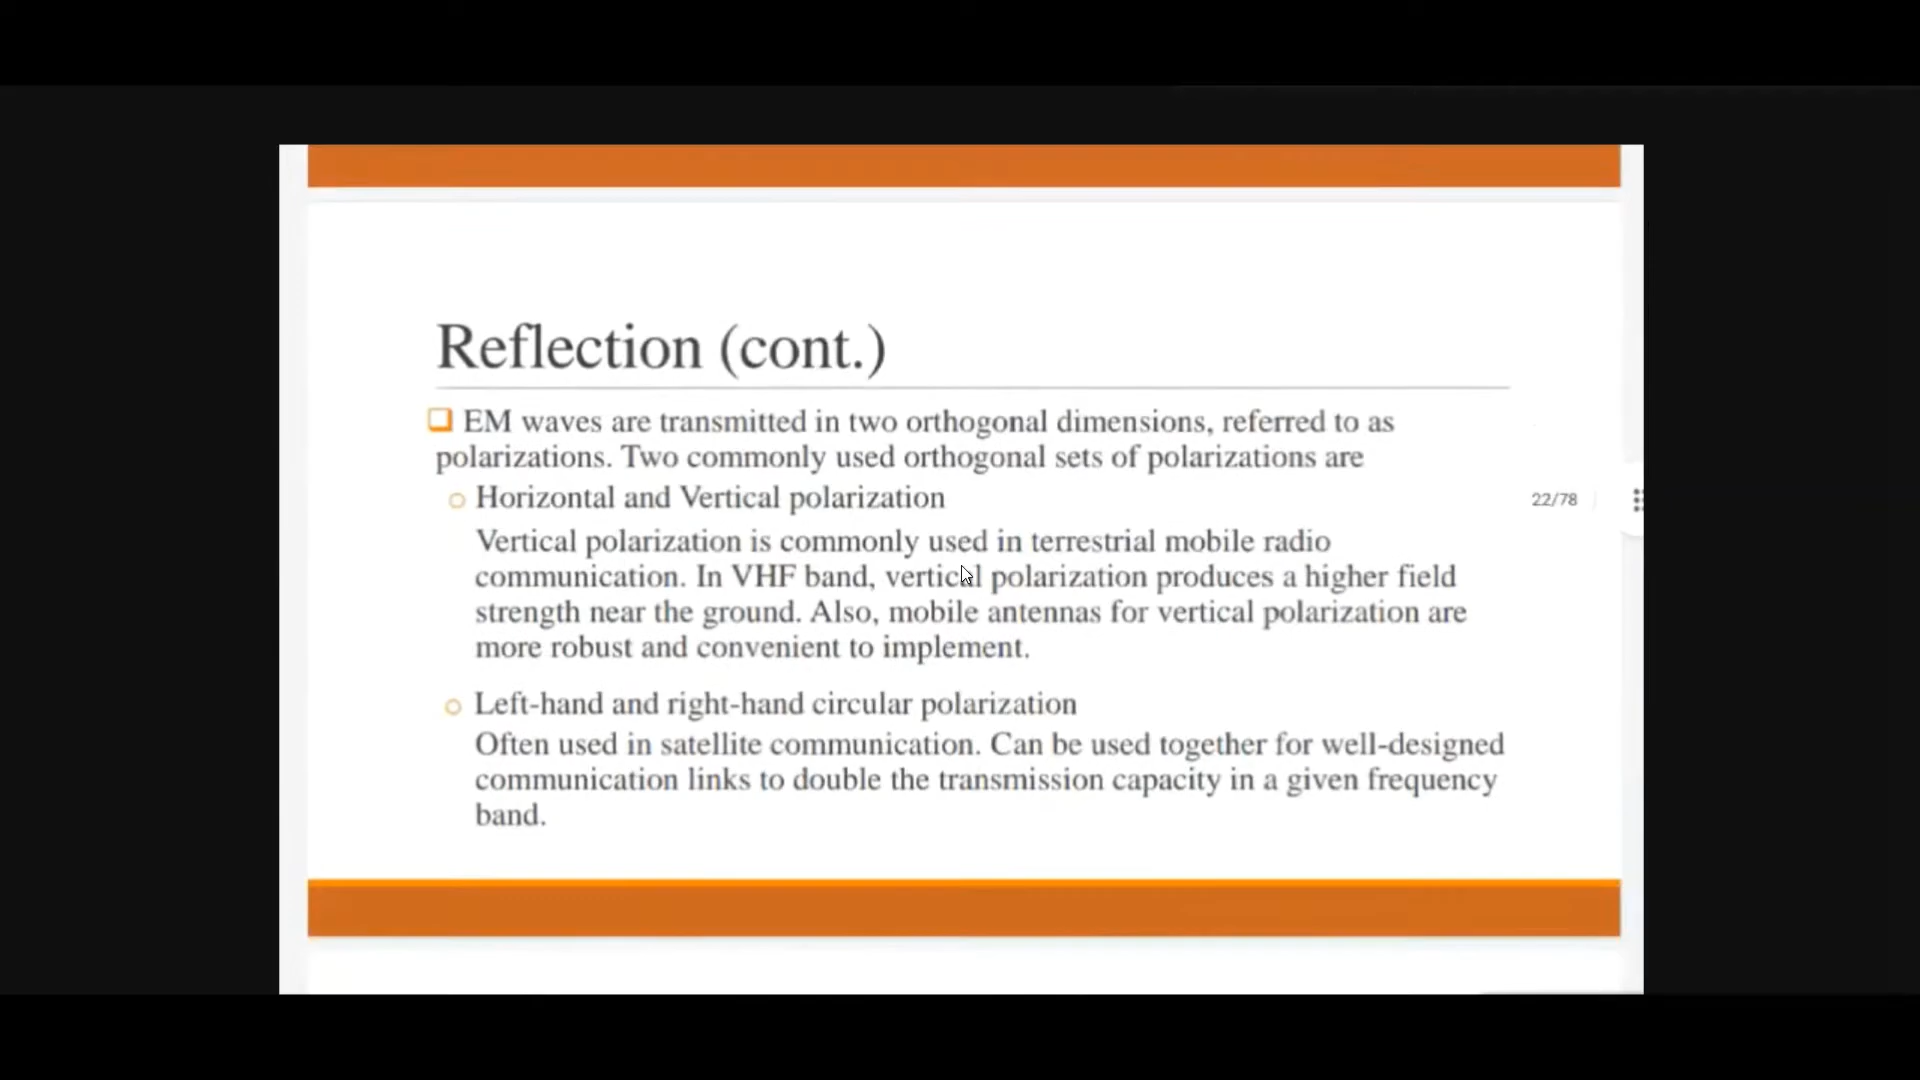 Reflection (cont.)
EM waves are transmitted in two orthogonal dimensions, referred to as
polarizations. Two commonly used orthogonal sets of polarizations are
Horizontal and Vertical polarization
22/78
Vertical polarization is commonly used in terrestrial mobile radio
communication. In VHF band, vertical polarization produces a higher field
strength near the ground. Also, mobile antennas for vertical polarization are
more robust and convenient to implement.
Left-hand and right-hand circular polarization
Often used in satellite communication. Can be used together for well-designed
communication links to double the transmission capacity in a given frequency
band.